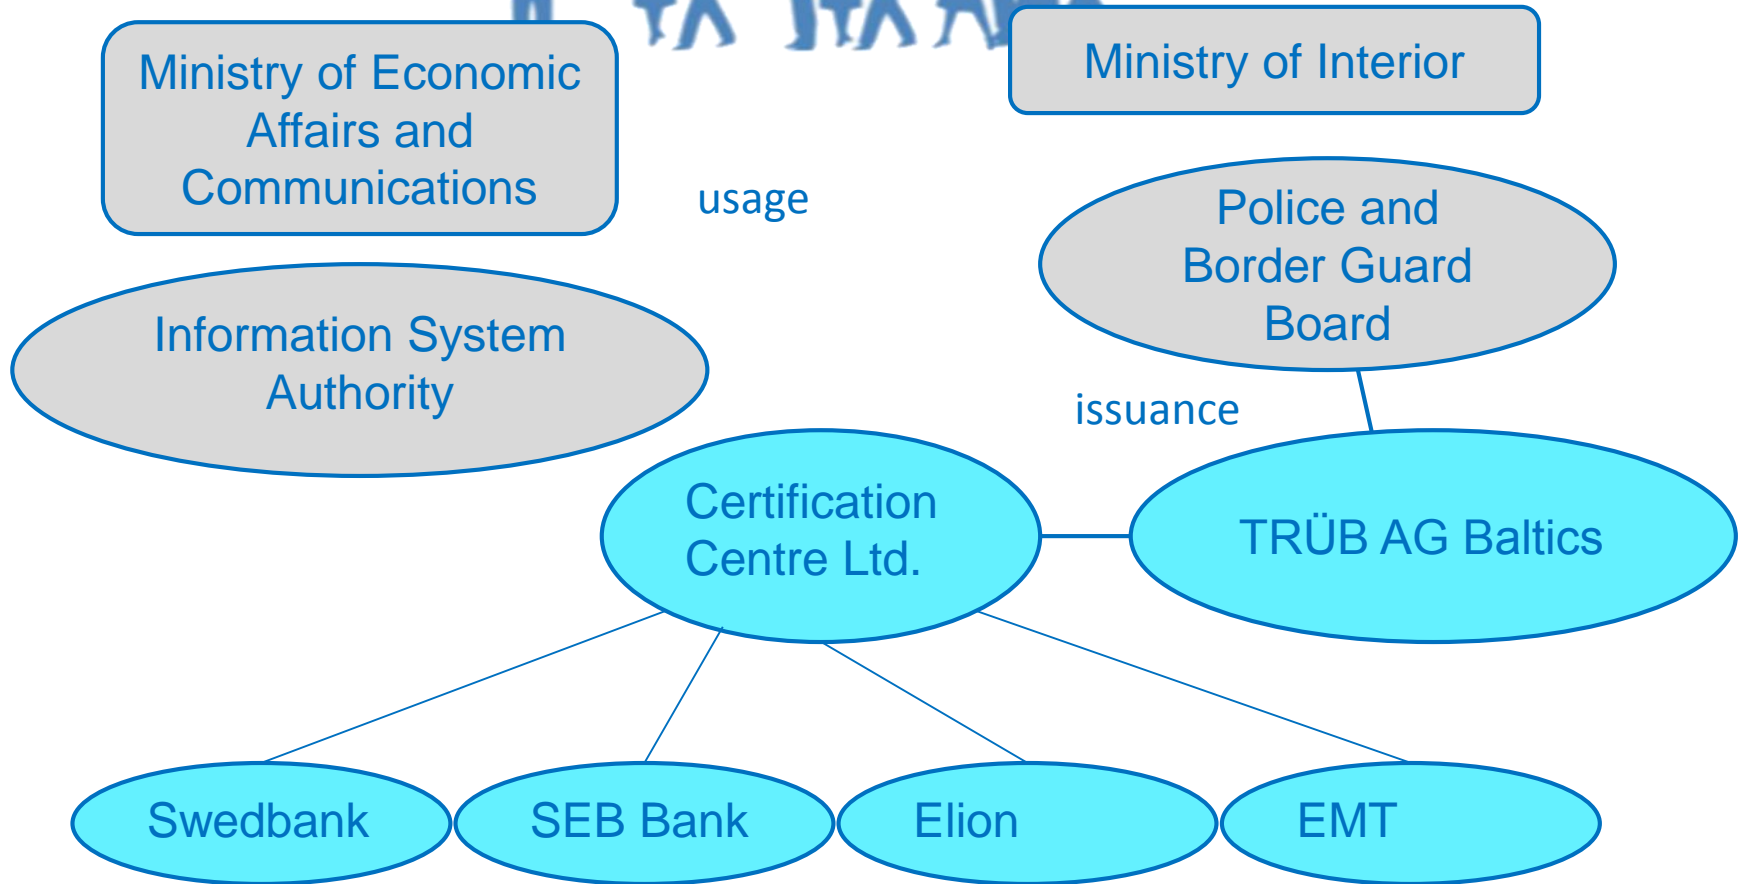 Ministry of Economic
Affairs and
Communications
Ministry of Interior
usage
Police and
Border Guard
Board
Information System
Authority
issuance
Certification
Centre Ltd.
TRÜB AG Baltics
Swedbank
SEB Bank
Elion
EMT